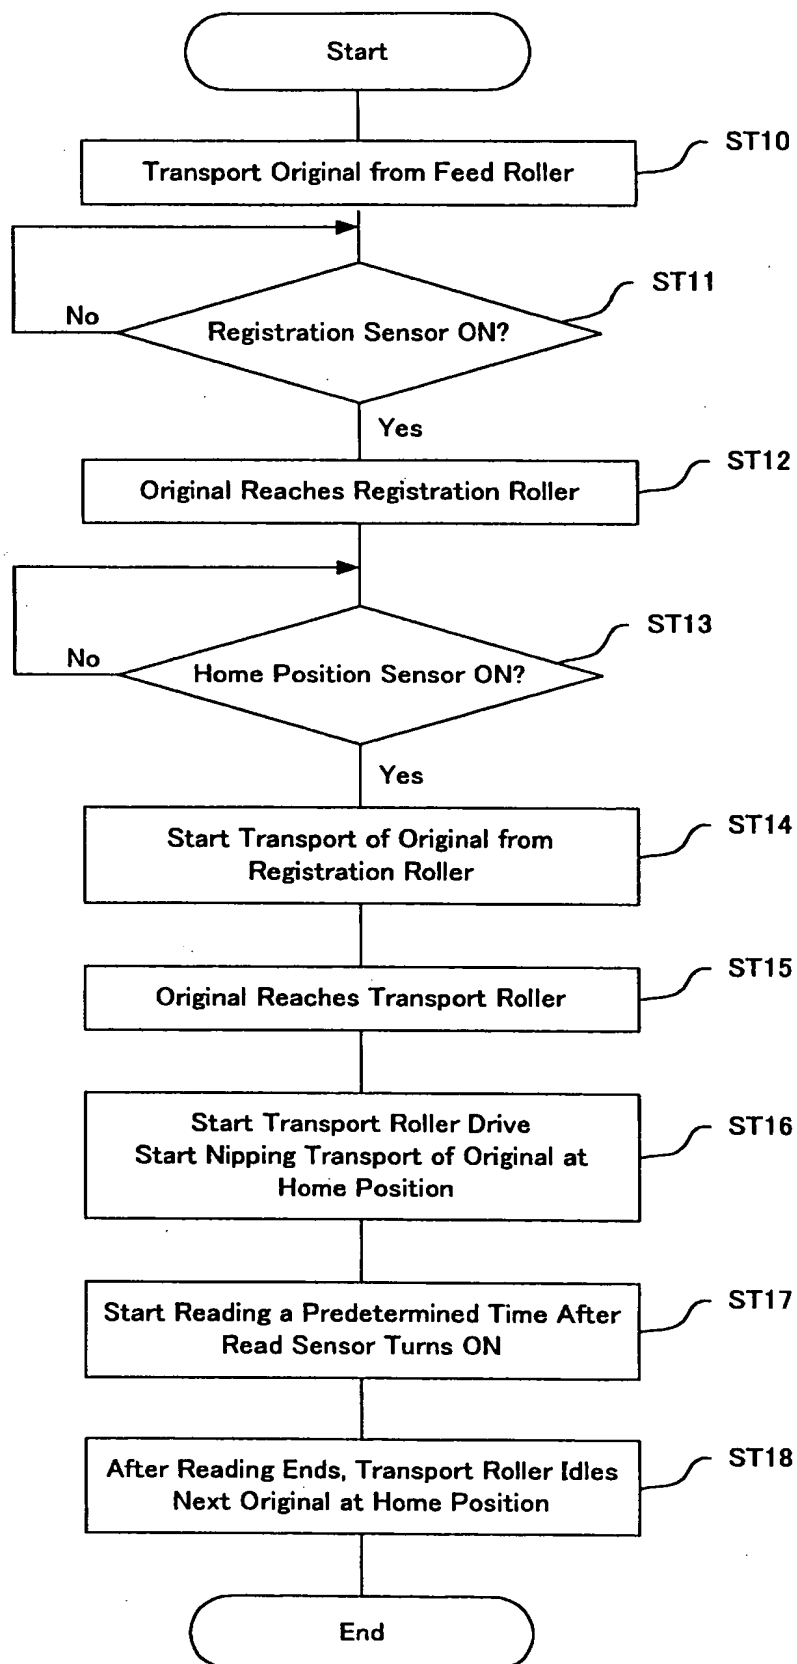 Start
Transport Original from Feed Roller
ST10
Registration Sensor ON?
ST11
No
Yes
Original Reaches Registration Roller
ST12
Home Position Sensor ON?
ST13
No
Yes
Start Transport of Original from
Registration Roller
ST14
Original Reaches Transport Roller
ST15
Start Transport Roller Drive
Start Nipping Transport of Original at
Home Position
ST16
Start Reading a Predetermined Time After
Read Sensor Turns ON
ST17
After Reading Ends, Transport Roller Idles
Next Original at Home Position
ST18
End